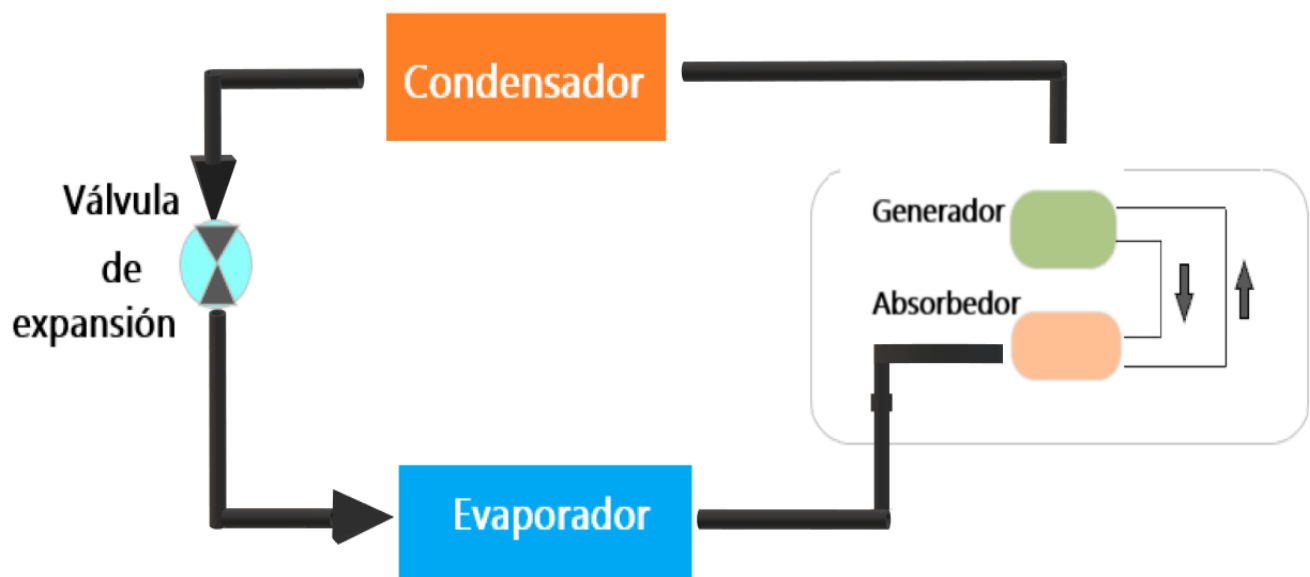 Condensador
Válvula
de
expansión
Generador
Absorbedor
Evaporador